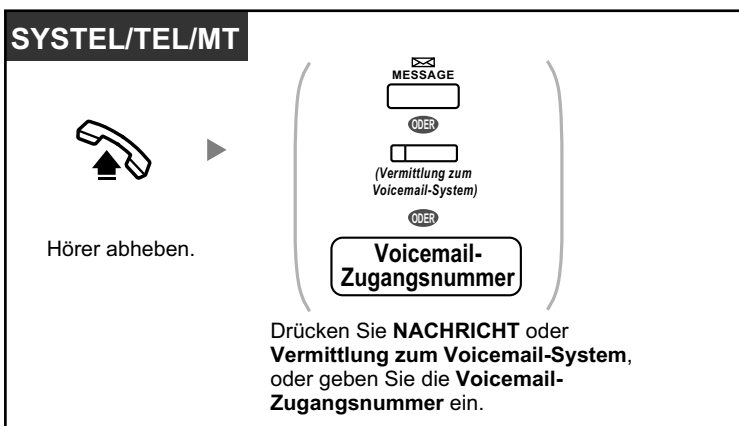 SYSTEL/TEL/MT
MESSAGE
ODER
(Vermittlung zum
Voicemail-System)
ODER
Voicemail-
Zugangsnummer
Hörer abheben.
Drücken Sie NACHRICHT oder
Vermittlung zum Voicemail-System,
oder geben Sie die Voicemail-
Zugangsnummer ein.